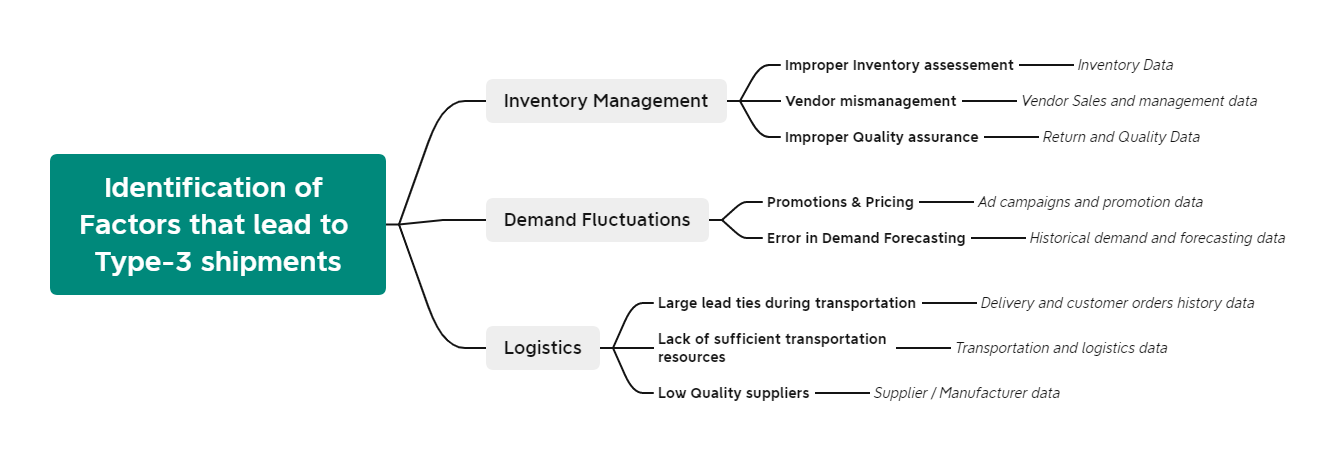 Identification of
Factors that lead to
Type-3 shipments
Inventory Management
Improper Inventory assessement
Inventory Data
Vendor mismanagement
Vendor Sales and management data
Improper Quality assurance
Return and Quality Data
Demand Fluctuations
Promotions & Pricing
Ad campaigns and promotion data
Error in Demand Forecasting
Historical demand and forecasting data
Logistics
Large lead ties during transportation
Delivery and customer orders history data
Lack of sufficient transportation
resources
Transportation and logistics data
Low Quality suppliers
Supplier / Manufacturer data